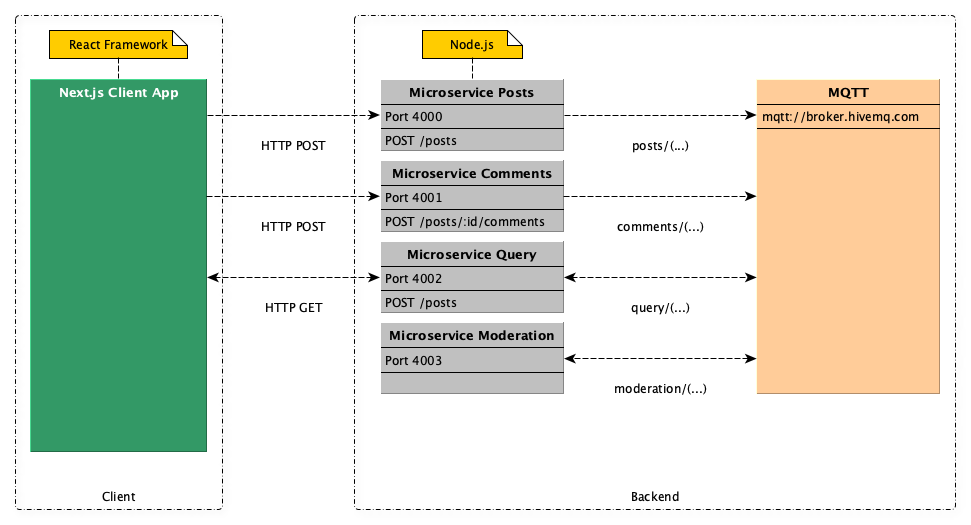 React Framework
Node.js
Next.js Client App
HTTP POST
HTTP POST
HTTP GET
Microservice Posts
Port 4000
POST /posts
Microservice Comments
Port 4001
POST /posts/:id/comments
Microservice Query
Port 4002
POST /posts
Microservice Moderation
Port 4003
posts/(...)
comments/(...)
query/(...)
moderation/(...)
MQTT
mqtt://broker.hivemq.com
Client
Backend